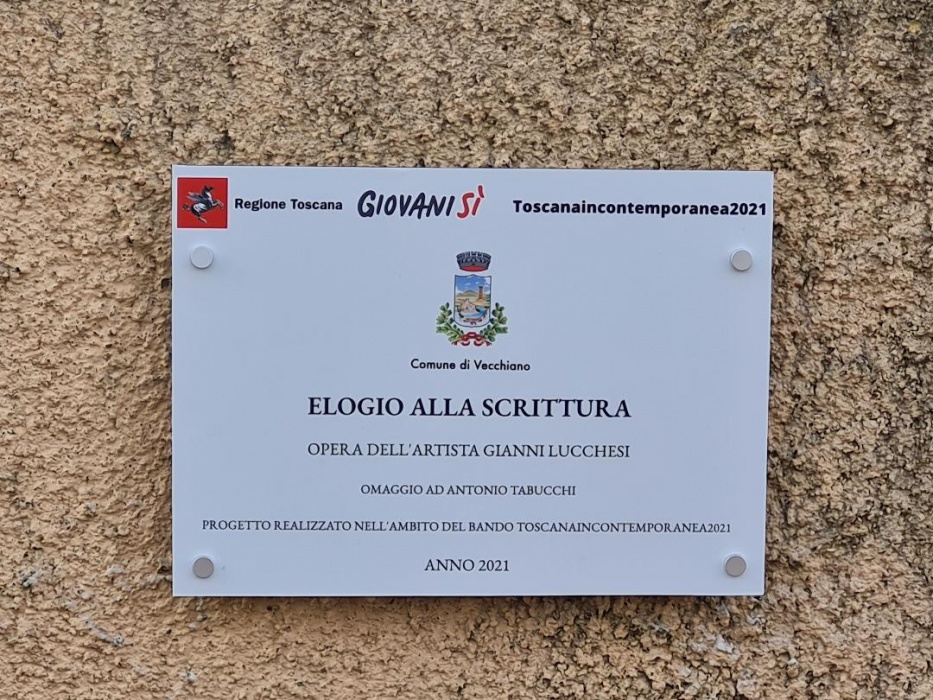 Regione Toscana GIOVANISÌ Toscanaincontemporanea2021
Comune di Vecchiano
ELOGIO ALLA SCRITTURA
OPERA DELL'ARTISTA GIANNI LUCCHESI
OMAGGIO AD ANTONIO TABUCCHI
PROGETTO REALIZZATO NELL'AMBITO DEL BANDO TOSCANAINCONTEMPORANEA2021
ANNO 2021